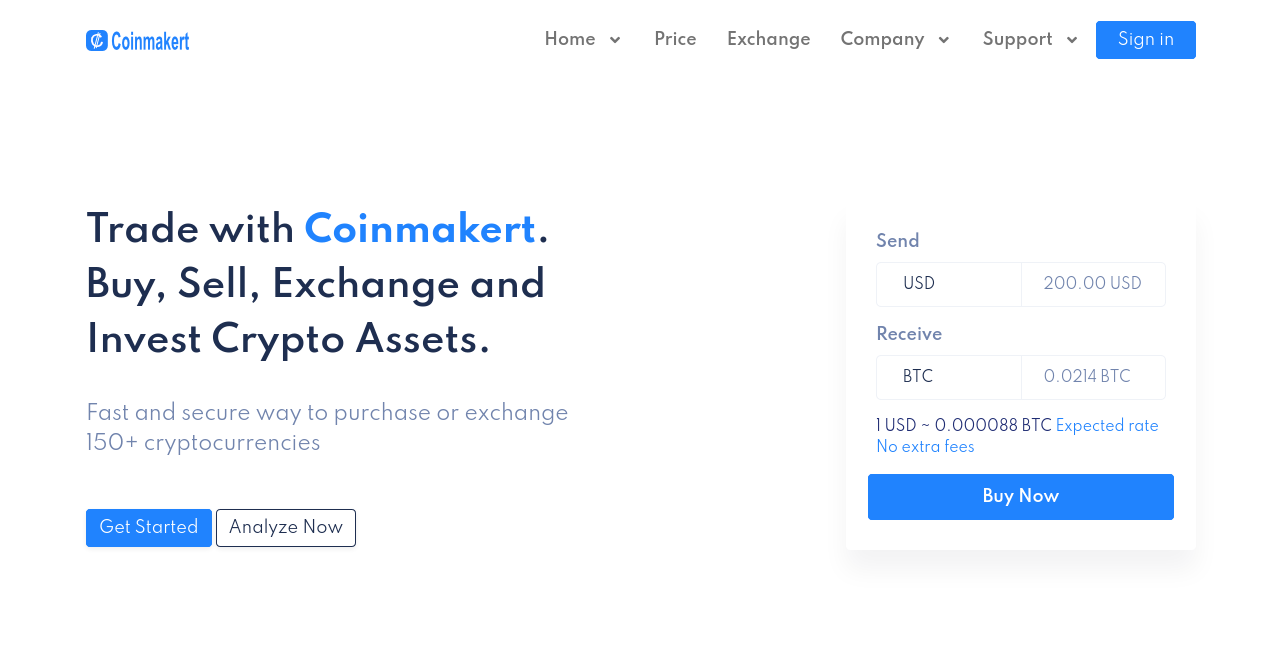 Coinmakert
Home Price Exchange Company Support Sign in
Trade with Coinmakert.
Buy, Sell, Exchange and
Invest Crypto Assets.
Fast and secure way to purchase or exchange
150+ cryptocurrencies
Get Started Analyze Now
Send
USD 200.00 USD
Receive
BTC 0.0214 BTC
1 USD ~ 0.000088 BTC Expected rate
No extra fees
Buy Now